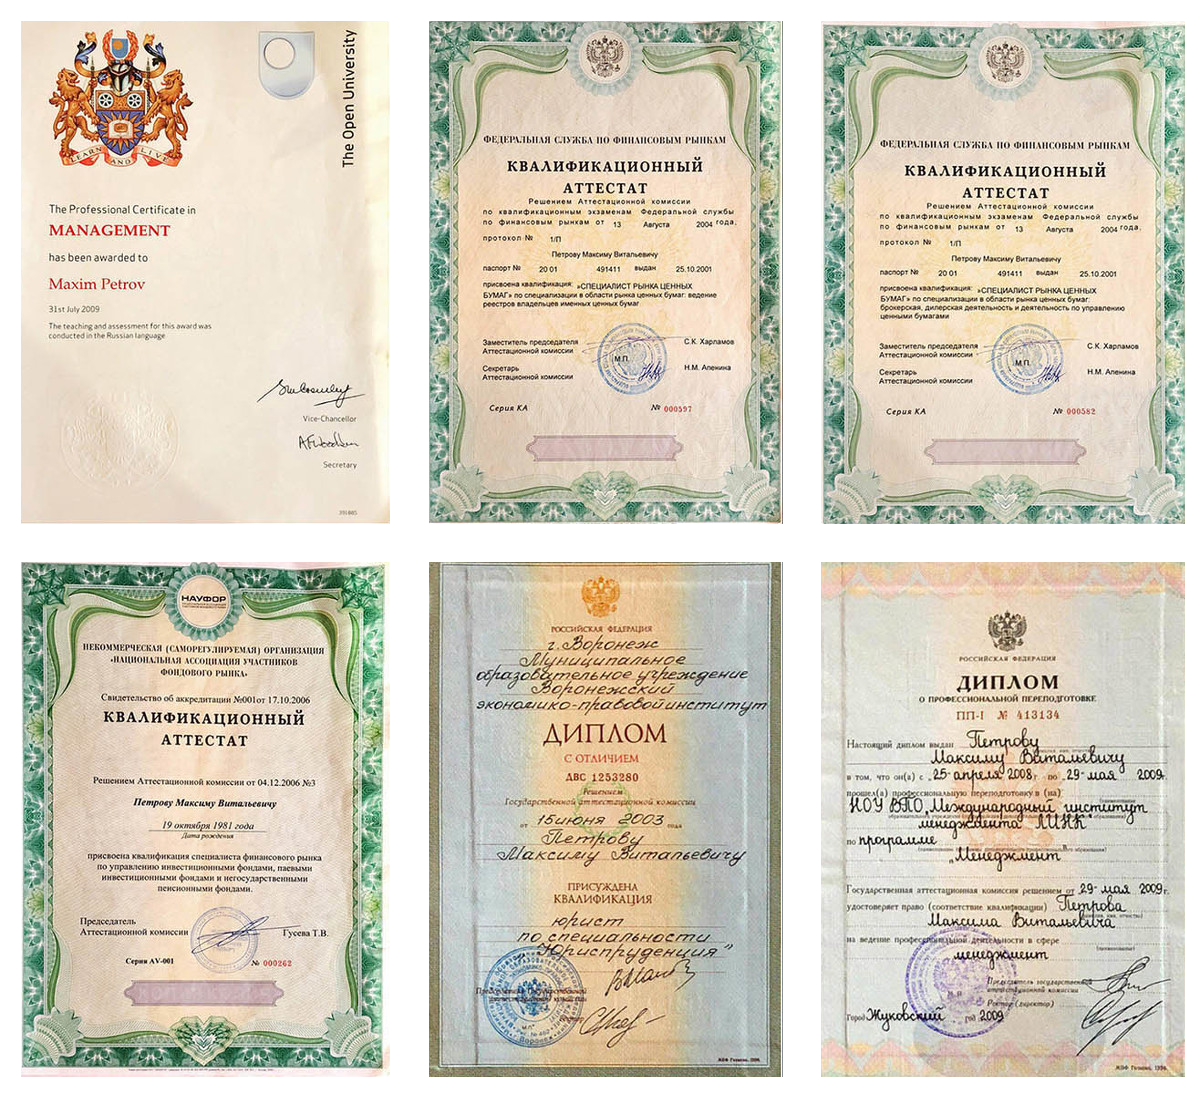 The Open University
LEARN AND LIVE
The Professional Certificate in
MANAGEMENT
has been awarded to
Maxim Petrov
31st July 2009
The teaching and assessment for this award was
conducted in the Russian language
Vice-Chancellor
Secretary
391885
ФЕДЕРАЛЬНАЯ СЛУЖБА ПО ФИНАНСОВЫМ РЫНКАМ
КВАЛИФИКАЦИОННЫЙ
АТТЕСТАТ
Решением Аттестационной комиссии
по квалификационным экзаменам Федеральной службы
по финансовым рынкам от 13 Августа 2004 года,
протокол № 1/П
Петрову Максиму Витальевичу
паспорт № 20 01 491411 выдан 25.10.2001
присвоена квалификация: «СПЕЦИАЛИСТ РЫНКА ЦЕННЫХ
БУМАГ» по специализации в области рынка ценных бумаг: ведение
реестров владельцев именных ценных бумаг
Заместитель председателя
Аттестационной комиссии
С.К. Харламов
М.П.
Секретарь
Аттестационной комиссии
Н.М. Апенина
Серия КА № 000597
ФЕДЕРАЛЬНАЯ СЛУЖБА ПО ФИНАНСОВЫМ РЫНКАМ
КВАЛИФИКАЦИОННЫЙ
АТТЕСТАТ
Решением Аттестационной комиссии
по квалификационным экзаменам Федеральной службы
по финансовым рынкам от 13 Августа 2004 года,
протокол № 1/П
Петрову Максиму Витальевичу
паспорт № 20 01 491411 выдан 25.10.2001
присвоена квалификация: «СПЕЦИАЛИСТ РЫНКА ЦЕННЫХ
БУМАГ» по специализации в области рынка ценных бумаг:
брокерская, дилерская деятельность и деятельность по управлению
ценными бумагами
Заместитель председателя
Аттестационной комиссии
С.К. Харламов
М.П.
Секретарь
Аттестационной комиссии
Н.М. Апенина
Серия КА № 000582
НАУФОР
НЕКОММЕРЧЕСКАЯ (САМОРЕГУЛИРУЕМАЯ) ОРГАНИЗАЦИЯ
«НАЦИОНАЛЬНАЯ АССОЦИАЦИЯ УЧАСТНИКОВ
ФОНДОВОГО РЫНКА»
Свидетельство об аккредитации №001от 17.10.2006
КВАЛИФИКАЦИОННЫЙ
АТТЕСТАТ
Решением Аттестационной комиссии от 04.12.2006 №3
Петрову Максиму Витальевичу
19 октября 1981 года
Дата рождения
присвоена квалификация специалиста финансового рынка
по управлению инвестиционными фондами, паевыми
инвестиционными фондами и негосударственными
пенсионными фондами.
Председатель
Аттестационной комиссии
Гусева Т.В.
Серия AV-001 № 000262
РОССИЙСКАЯ ФЕДЕРАЦИЯ
г. Воронеж
Муниципальное
образовательное учреждение
Воронежский
экономико-правовой институт
ДИПЛОМ
С ОТЛИЧИЕМ
ДВС 1253280
Решением
Государственной аттестационной комиссии
от 15 июня 2003 года
Петрову
Максиму Витальевичу
ПРИСУЖДЕНА
КВАЛИФИКАЦИЯ
юрист
по специальности
"Юриспруденция"
Председатель Государственной
аттестационной комиссии
РОССИЙСКАЯ ФЕДЕРАЦИЯ
ДИПЛОМ
О ПРОФЕССИОНАЛЬНОЙ ПЕРЕПОДГОТОВКЕ
ПП-I № 413134
Настоящий диплом выдан Петрову
Максиму Витальевичу
в том, что он(а) с „25" апреля 2008 г. по „29" мая 2009 г.
прошел(а) профессиональную переподготовку в (на)
НОУ ВПО „Международный институт
менеджмента ЛИНК"
по программе
„Менеджмент"
Государственная аттестационная комиссия решением от „29" мая 2009 г.
удостоверяет право (соответствие квалификации) Петрова
Максима Витальевича
на ведение профессиональной деятельности в сфере
менеджмент
Председатель государственной
аттестационной комиссии
Ректор (директор)
Город Жуковский год 2009